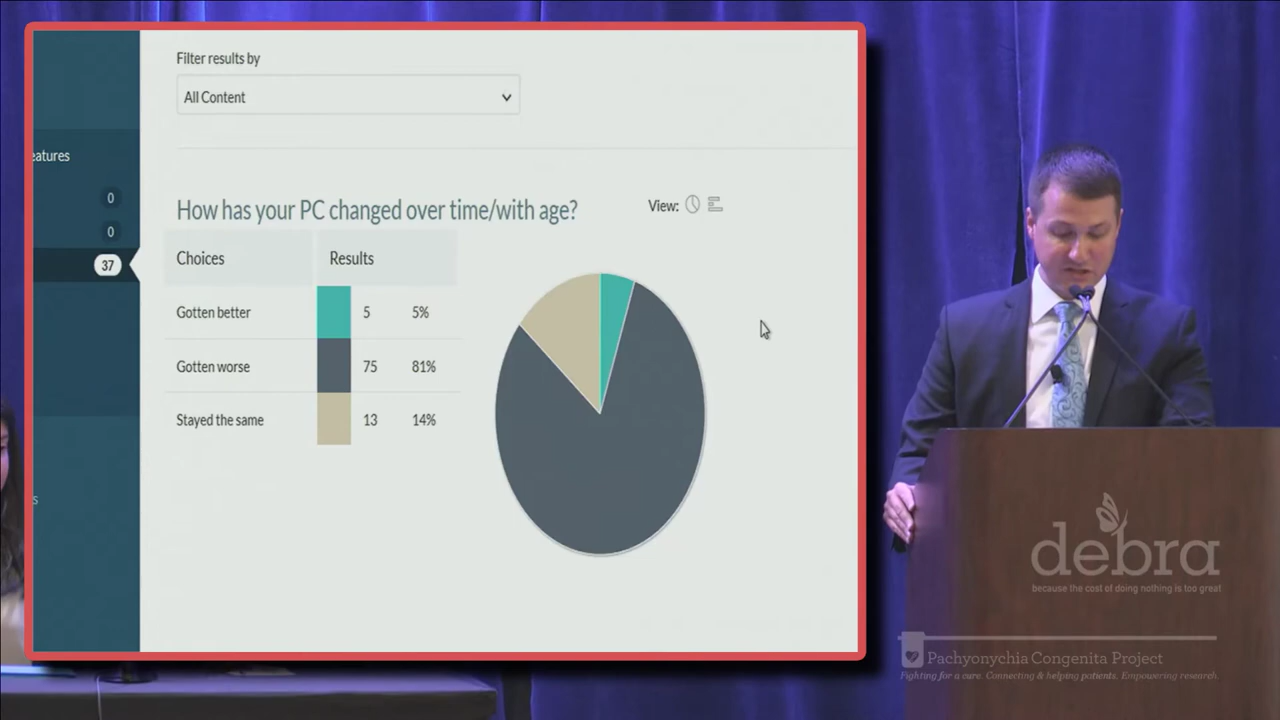 Filter results by
All Content
eatures
0
0
37
s
How has your PC changed over time/with age?
View:
Choices Results
Gotten better 5 5%
Gotten worse 75 81%
Stayed the same 13 14%
debra
because the cost of doing nothing is too great
Pachyonychia Congenita Project
Fighting for a cure. Connecting & helping patients. Empowering research.